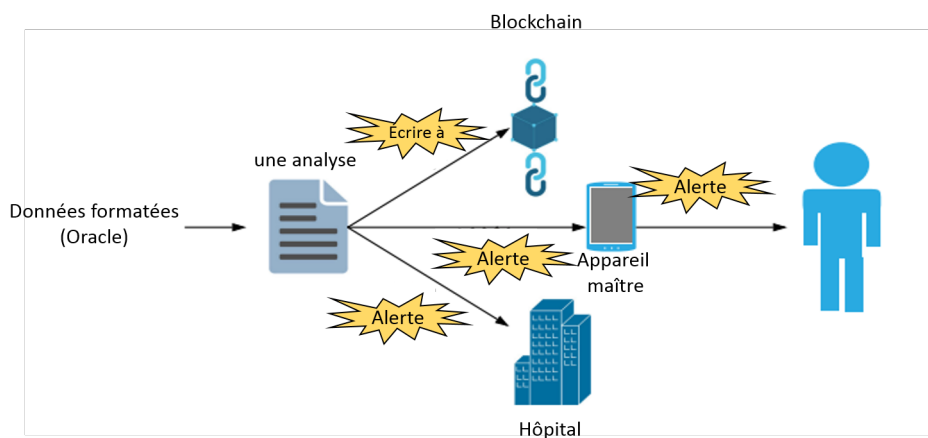 Blockchain
Écrire à
une analyse
Alerte
Données formatées
(Oracle)
Alerte
Appareil
maître
Alerte
Hôpital